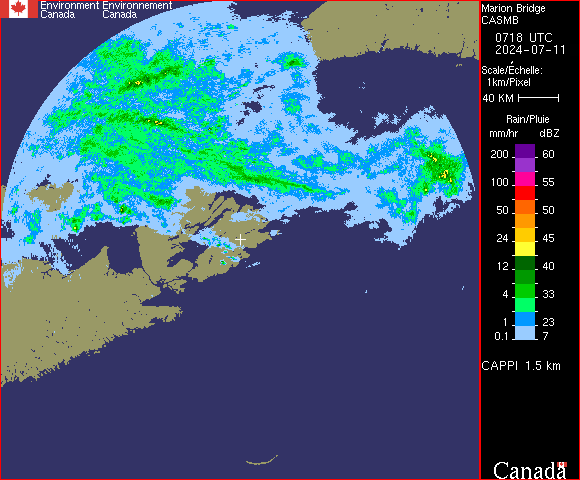 Environment Environnement
Canada Canada
Marion Bridge
CASMB
0718 UTC
2024-07-11
Scale/Échelle:
1km/Pixel
40 KM
Rain/Pluie
mm/hr dBZ
200 60
100 55
50 50
24 45
12 40
4 33
1 23
0.1 7
CAPPI 1.5 km
Canada